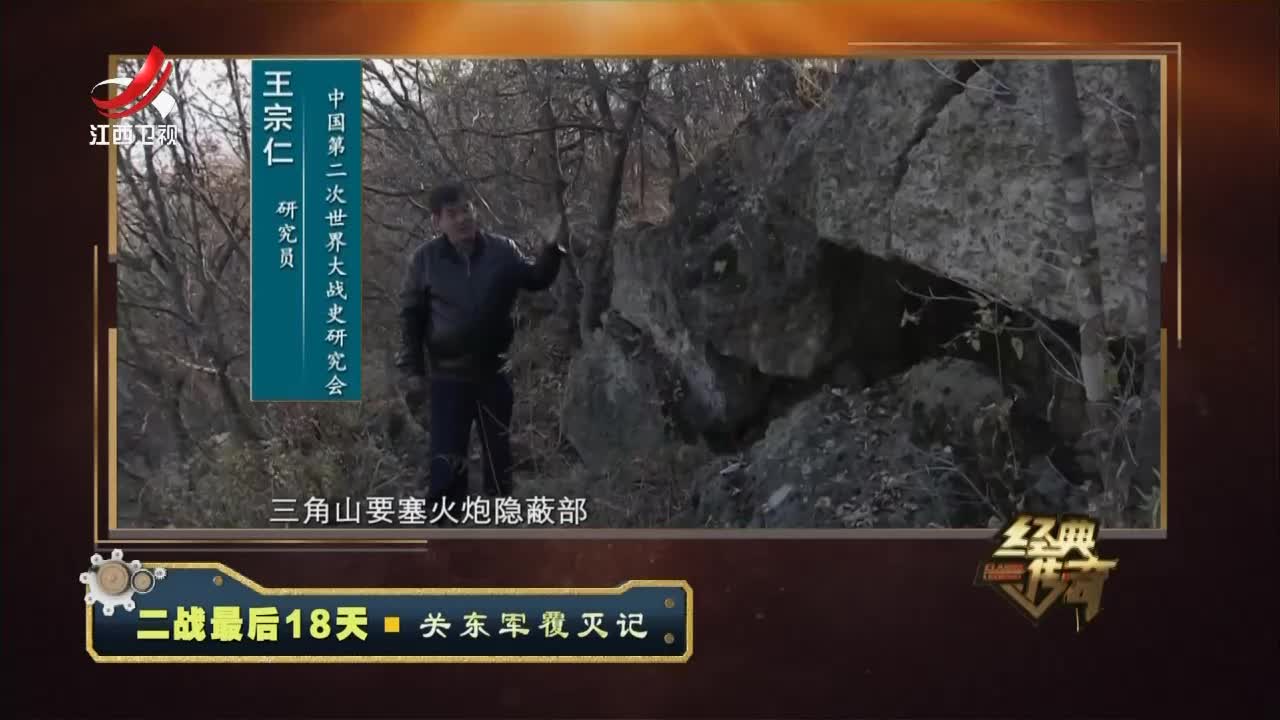 江西卫视
王宗仁
研究员
中国第二次世界大战史研究会
三角山要塞火炮隐蔽部
经典
传奇
二战最后18天
关东军覆灭记